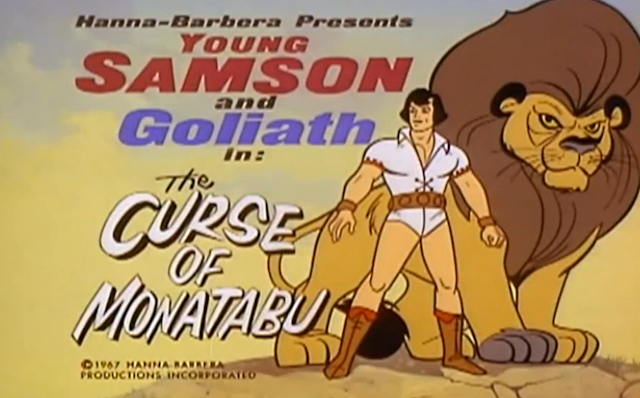 Hanna-Barbera Presents
YOUNG
SAMSON
and
Goliath
in:
The
CURSE
OF
MONATABU
©1967 HANNA-BARBERA
PRODUCTIONS INCORPORATED